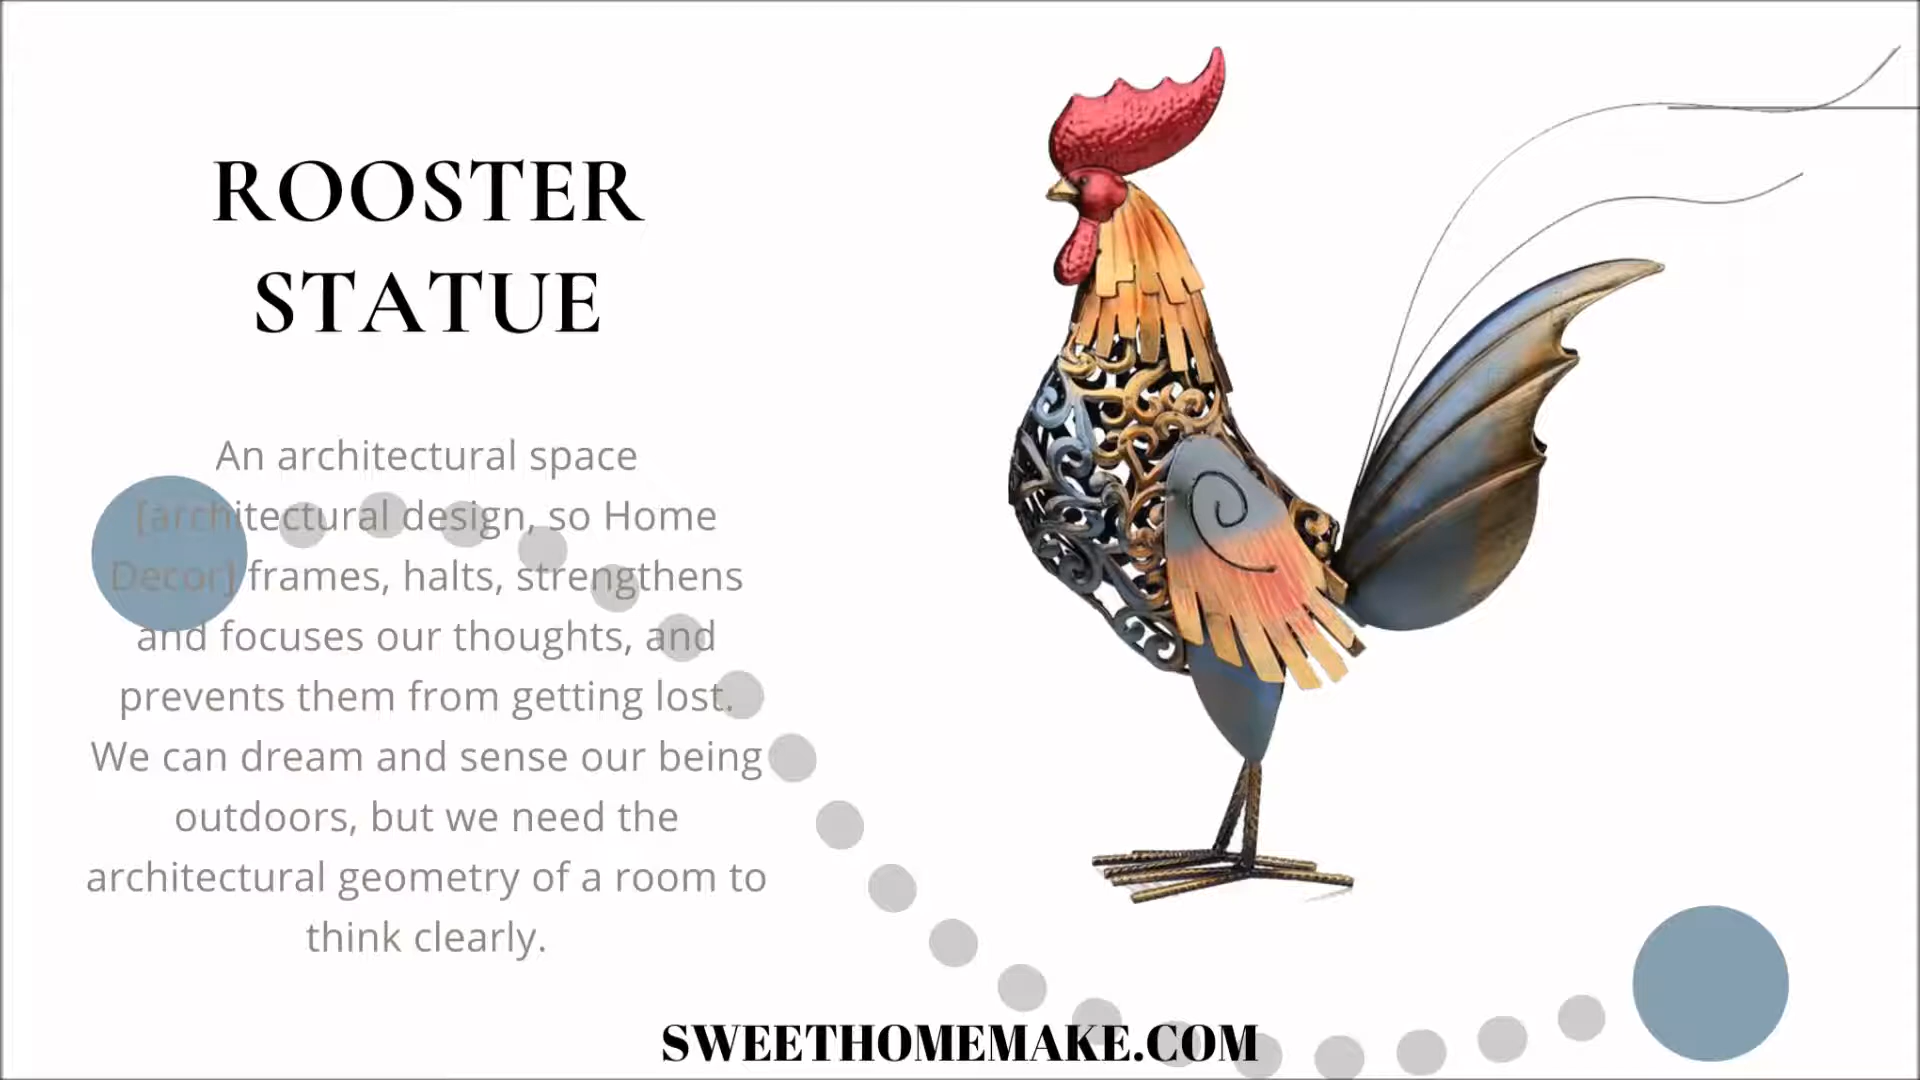 ROOSTER
STATUE
An architectural space
[architectural design, so Home
Decor] frames, halts, strengthens
and focuses our thoughts, and
prevents them from getting lost.
We can dream and sense our being
outdoors, but we need the
architectural geometry of a room to
think clearly.
SWEETHOMEMAKE.COM